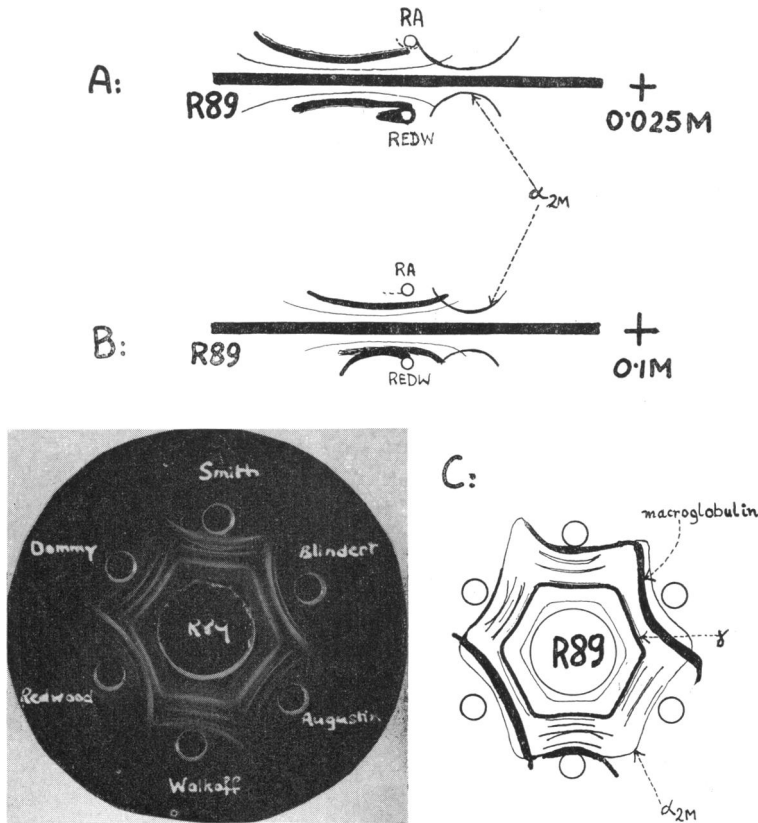 RA
A:
R89
+
0·025M
REDW
α2M
RA
B:
R89
+
0·1M
REDW
Smith
Dommy
Blindert
R84
Redwood
Augustin
Walkoff
C:
macroglobulin
R89
γ
α2M